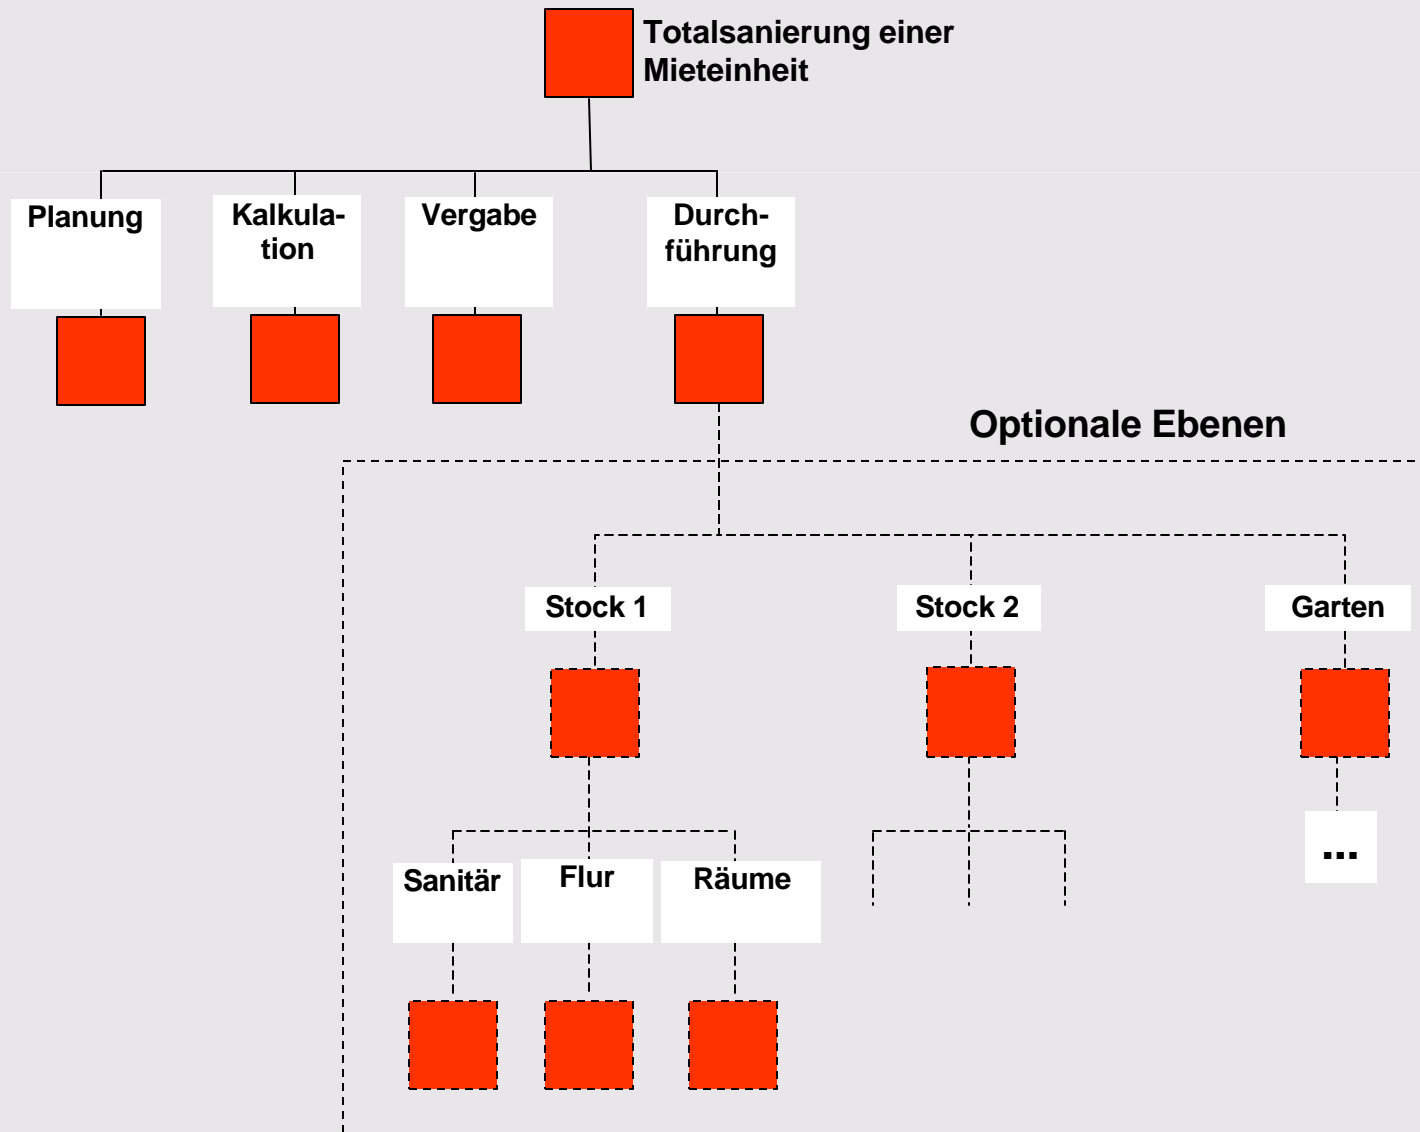 Totalsanierung einer
Mieteinheit
Planung
Kalkula-
tion
Vergabe
Durch-
führung
Optionale Ebenen
Stock 1
Stock 2
Garten
...
Sanitär
Flur
Räume